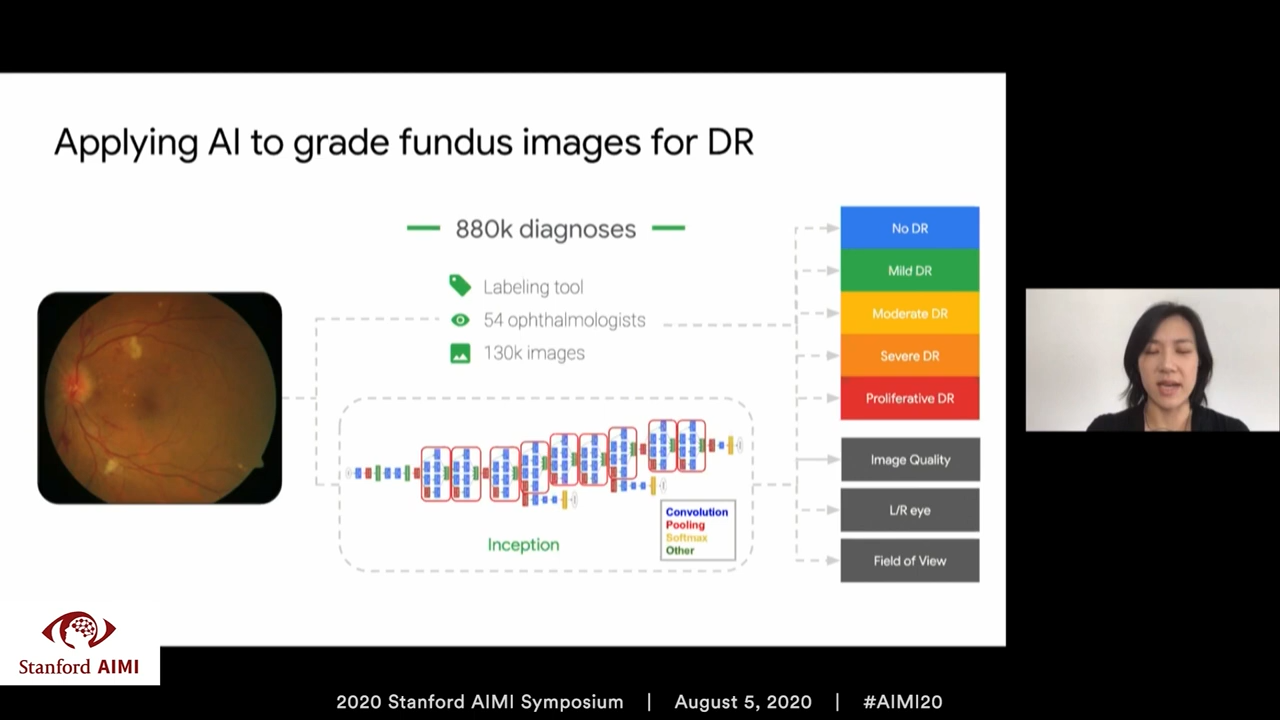 Applying AI to grade fundus images for DR
880k diagnoses
Labeling tool
54 ophthalmologists
130k images
No DR
Mild DR
Moderate DR
Severe DR
Proliferative DR
Image Quality
L/R eye
Field of View
Convolution
Pooling
Softmax
Other
Inception
Stanford AIMI
2020 Stanford AIMI Symposium | August 5, 2020 | #AIMI20